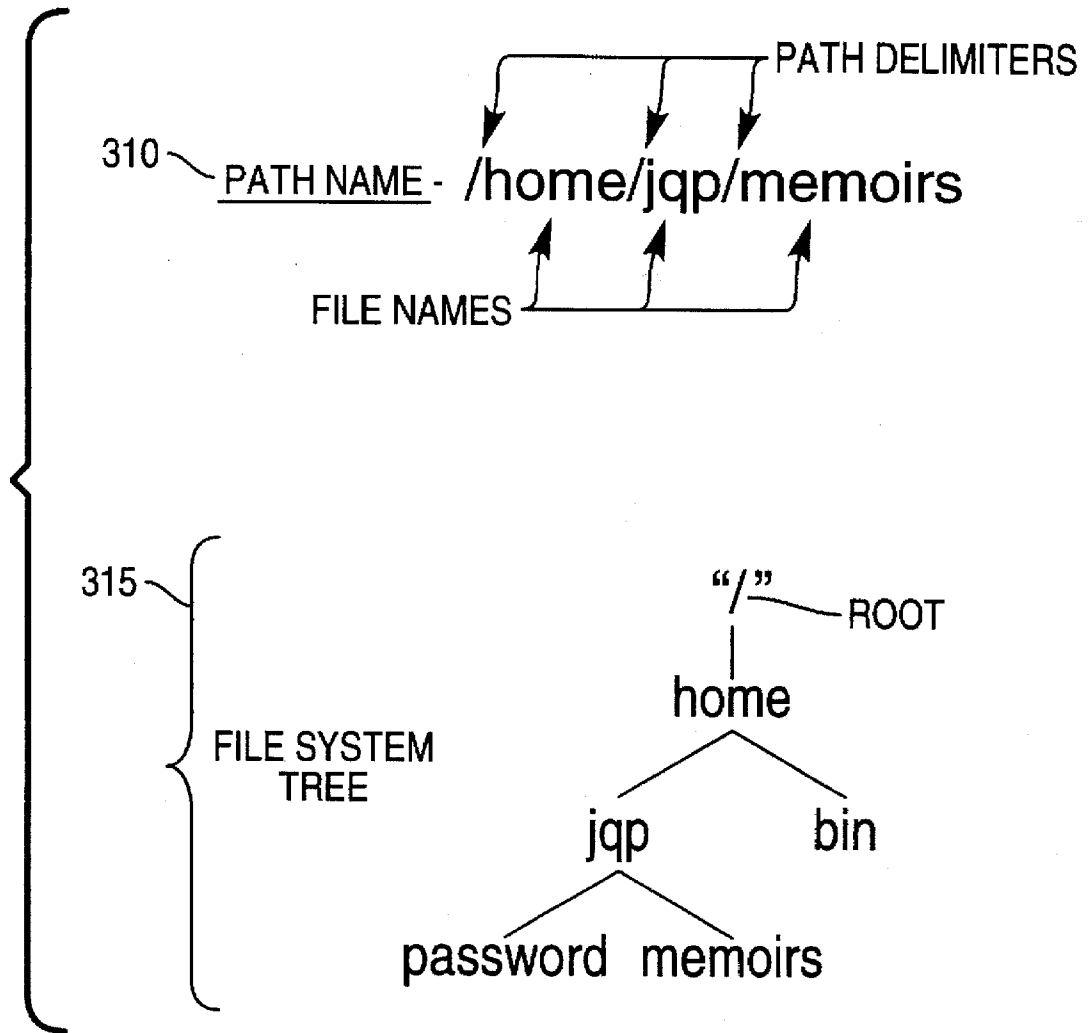 PATH DELIMITERS
310
PATH NAME - /home/jqp/memoirs
FILE NAMES
315
“/”
ROOT
home
FILE SYSTEM
TREE
jqp bin
password memoirs